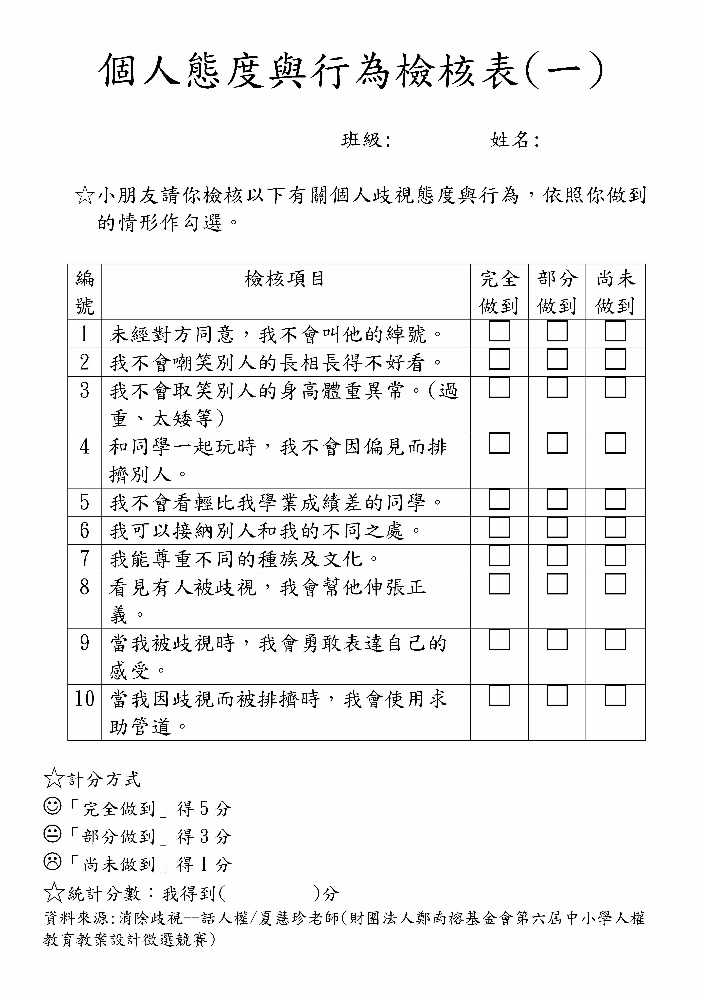 個人態度與行為檢核表(一)
班級: 姓名:
☆小朋友請你檢核以下有關個人歧視態度與行為，依照你做到
的情形作勾選。
編號 檢核項目 完全做到 部分做到 尚未做到
1 未經對方同意，我不會叫他的綽號。 □ □ □
2 我不會嘲笑別人的長相長得不好看。 □ □ □
3 我不會取笑別人的身高體重異常。(過 □ □ □
重、太矮等)
4 和同學一起玩時，我不會因偏見而排 □ □ □
擠別人。
5 我不會看輕比我學業成績差的同學。 □ □ □
6 我可以接納別人和我的不同之處。 □ □ □
7 我能尊重不同的種族及文化。 □ □ □
8 看見有人被歧視，我會幫他伸張正 □ □ □
義。
9 當我被歧視時，我會勇敢表達自己的 □ □ □
感受。
10 當我因歧視而被排擠時，我會使用求 □ □ □
助管道。
☆計分方式
☺「完全做到」得5分
😐「部分做到」得3分
☹「尚未做到」得1分
☆統計分數：我得到( )分
資料來源:消除歧視--話人權/夏慧珍老師(財團法人鄭南榕基金會第六屆中小學人權
教育教案設計徵選競賽)